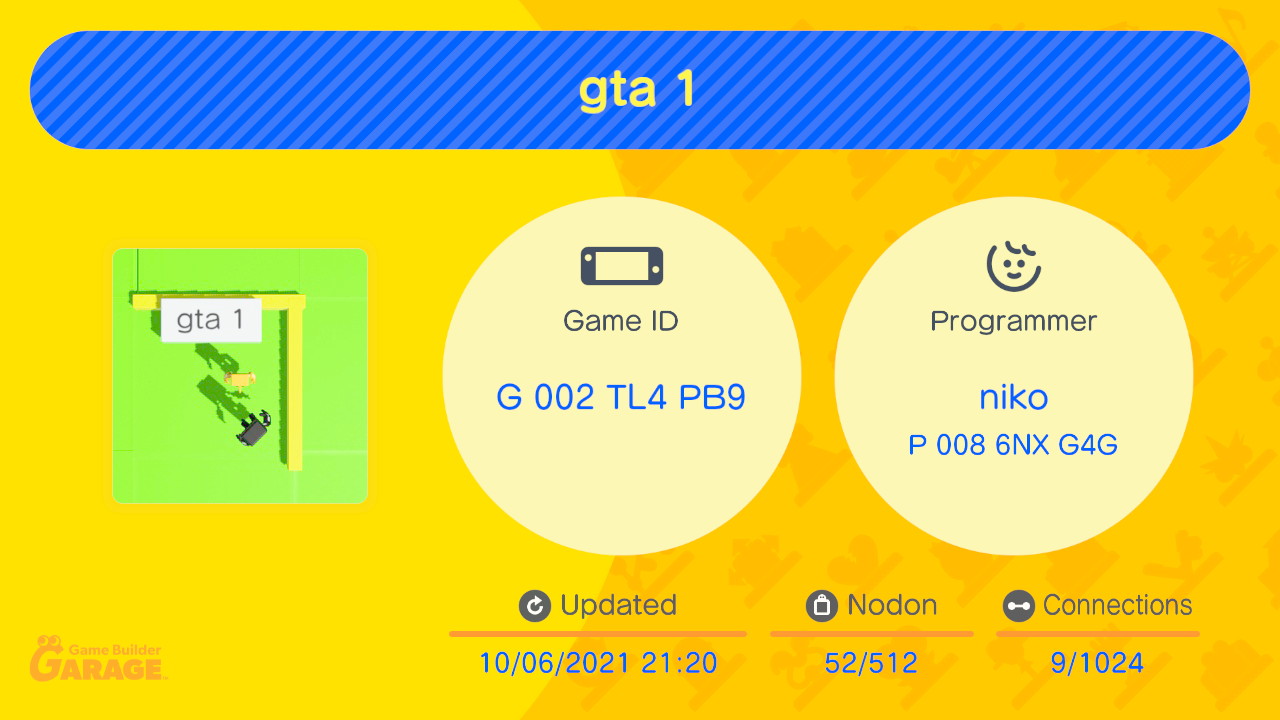 gta 1
gta 1
Game ID
G 002 TL4 PB9
Programmer
niko
P 008 6NX G4G
Updated
10/06/2021 21:20
Nodon
52/512
Connections
9/1024
Game Builder
GARAGE™